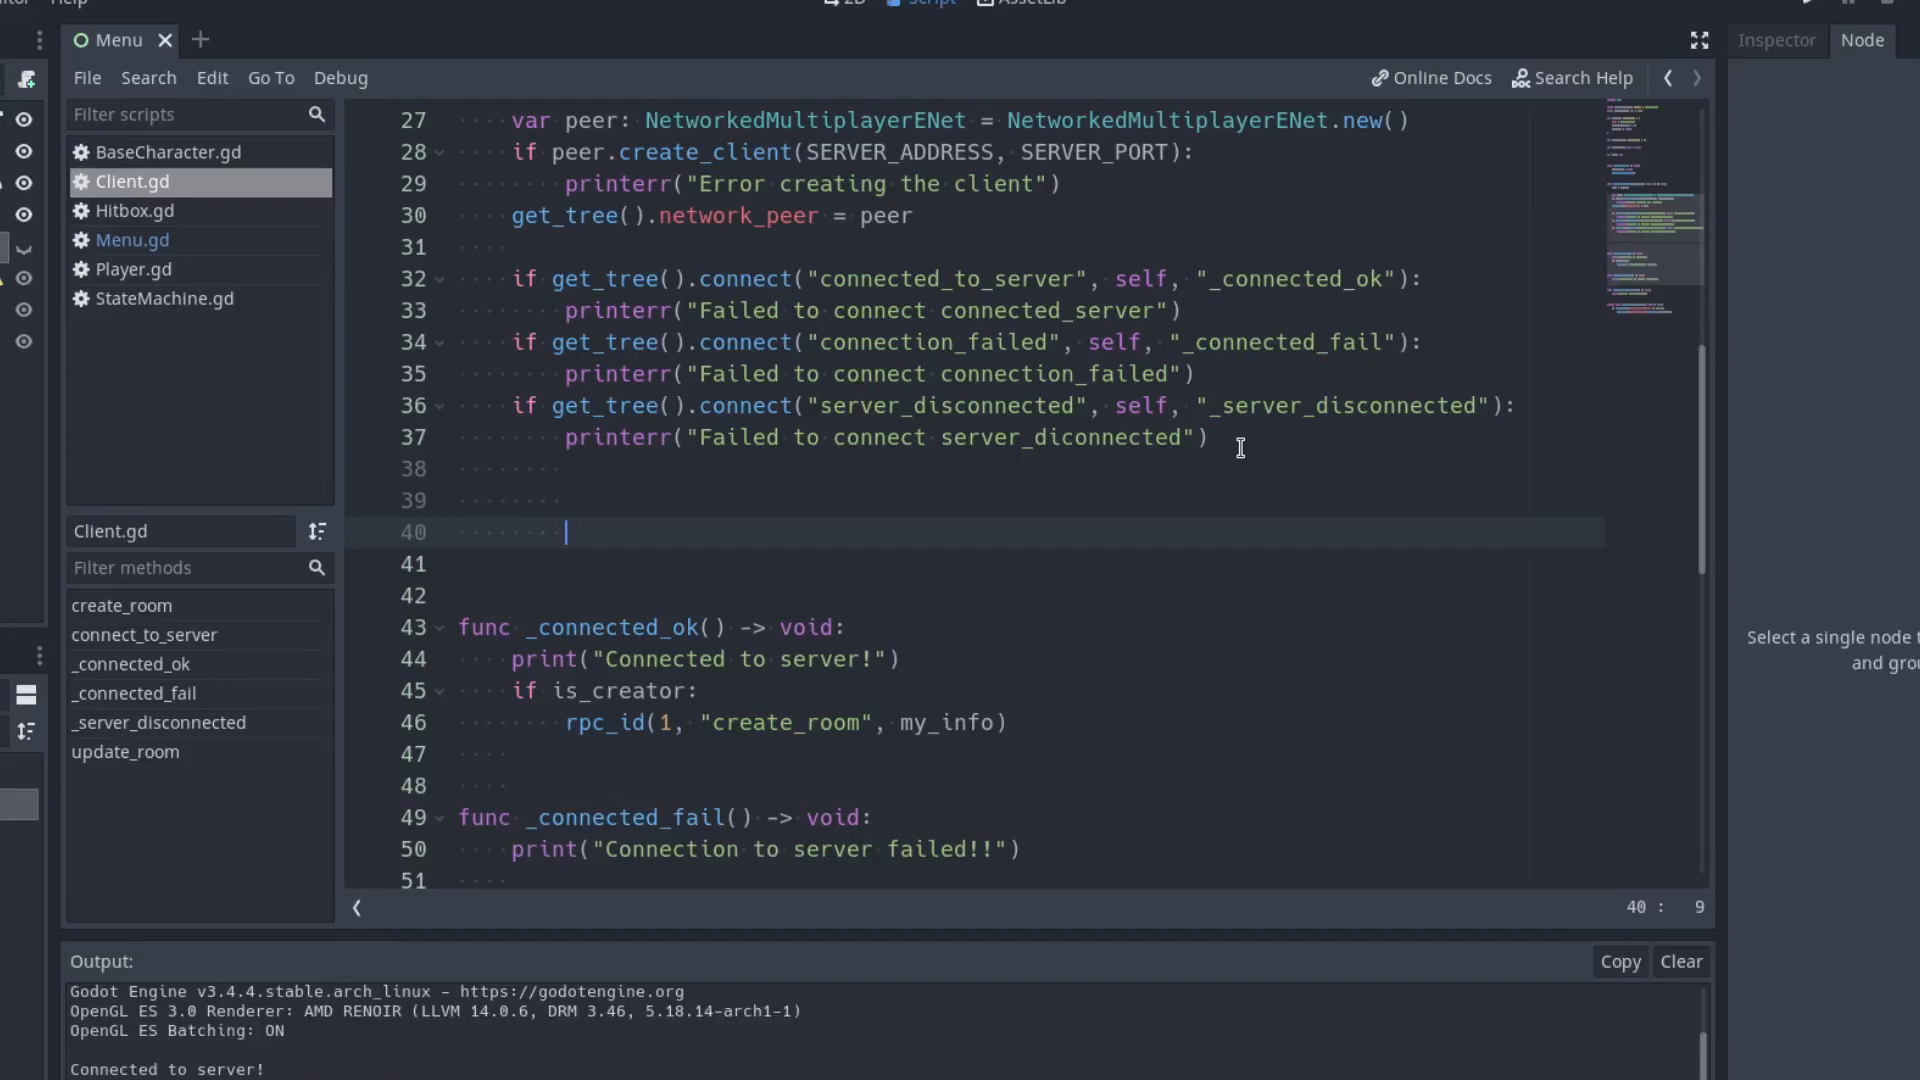 Help
2D
Script
AssetLib
Menu
Inspector
Node
File Search Edit Go To Debug
Online Docs
Search Help
Filter scripts
BaseCharacter.gd
Client.gd
Hitbox.gd
Menu.gd
Player.gd
StateMachine.gd
Client.gd
Filter methods
create_room
connect_to_server
_connected_ok
_connected_fail
_server_disconnected
update_room
27 var peer: NetworkedMultiplayerENet = NetworkedMultiplayerENet.new()
28 if peer.create_client(SERVER_ADDRESS, SERVER_PORT):
29 printerr("Error creating the client")
30 get_tree().network_peer = peer
31
32 if get_tree().connect("connected_to_server", self, "_connected_ok"):
33 printerr("Failed to connect connected_server")
34 if get_tree().connect("connection_failed", self, "_connected_fail"):
35 printerr("Failed to connect connection_failed")
36 if get_tree().connect("server_disconnected", self, "_server_disconnected"):
37 printerr("Failed to connect server_diconnected")
38
39
40
41
42
43 func _connected_ok() -> void:
44 print("Connected to server!")
45 if is_creator:
46 rpc_id(1, "create_room", my_info)
47
48
49 func _connected_fail() -> void:
50 print("Connection to server failed!!")
51
40 : 9
Select a single node
and
Output:
Copy
Clear
Godot Engine v3.4.4.stable.arch_linux - https://godotengine.org
OpenGL ES 3.0 Renderer: AMD RENOIR (LLVM 14.0.6, DRM 3.46, 5.18.14-arch1-1)
OpenGL ES Batching: ON
Connected to server!